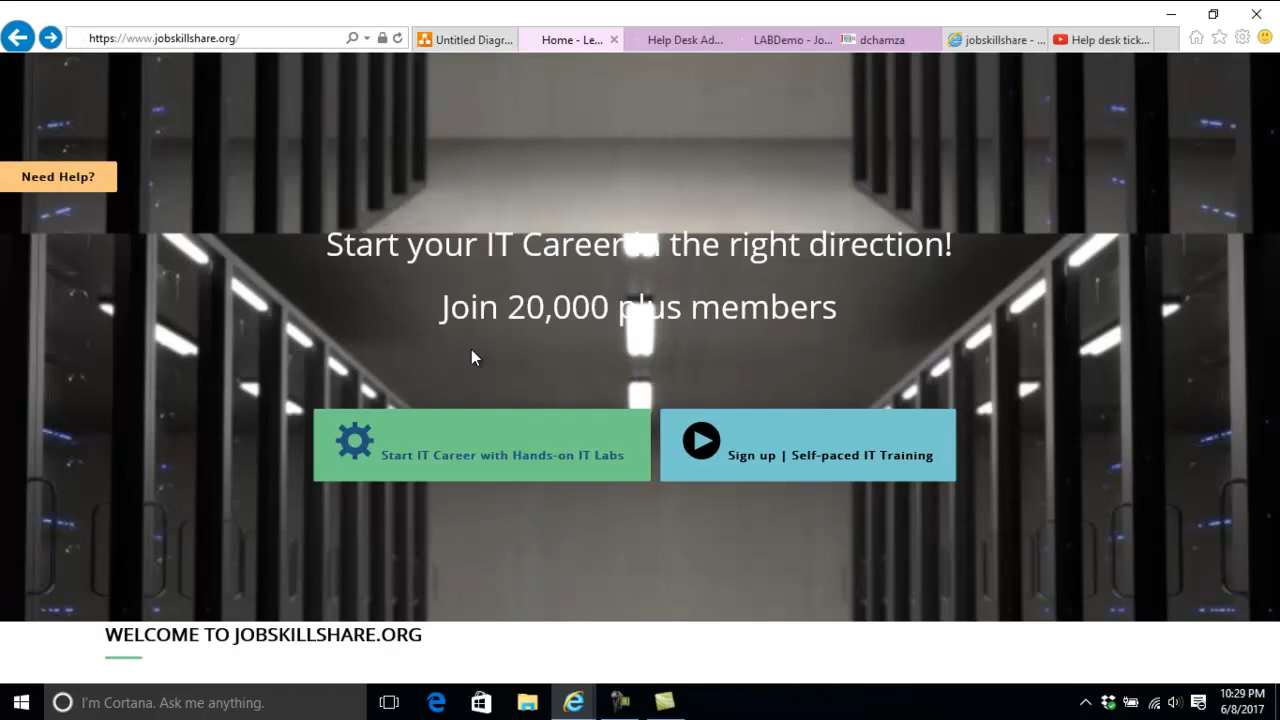 https://www.jobskillshare.org/
Untitled Diagr...
Home - Le...
Help Desk Ad...
LABDemo - Jo...
dchamza
jobskillshare - ...
Help desk tick...
Need Help?
Start your IT Career in the right direction!
Join 20,000 plus members
Start IT Career with Hands-on IT Labs
Sign up | Self-paced IT Training
WELCOME TO JOBSKILLSHARE.ORG
I'm Cortana. Ask me anything.
10:29 PM
6/8/2017